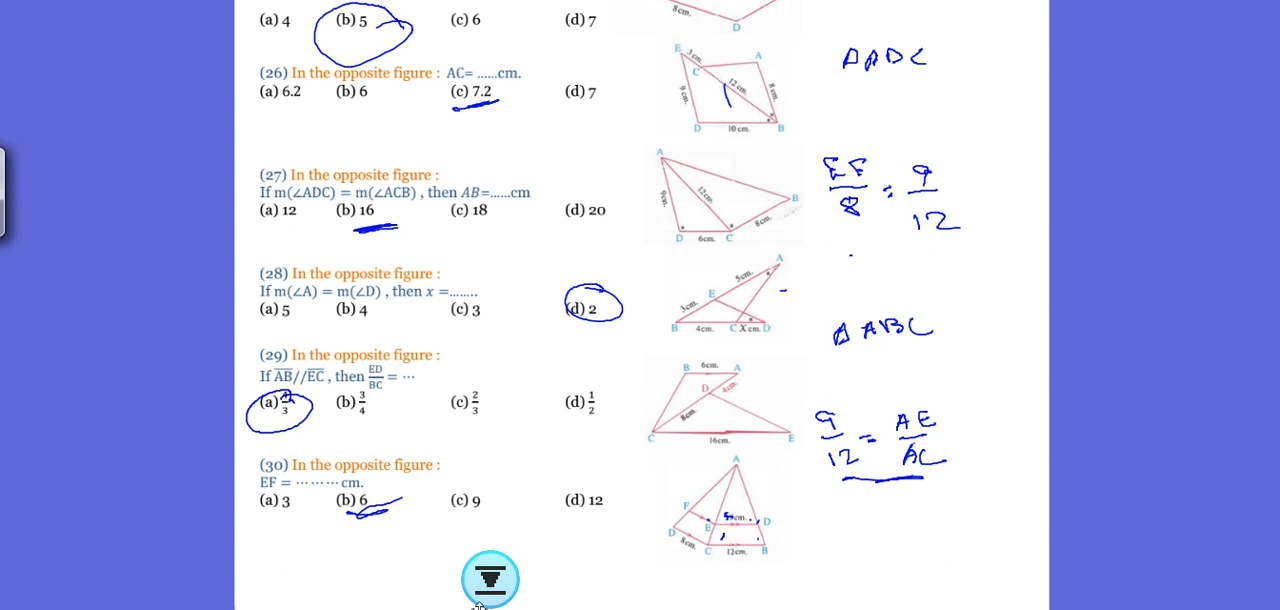 (a) 4 (b) 5 (c) 6 (d) 7
8cm.
D
(26) In the opposite figure : AC= ......cm.
(a) 6.2 (b) 6 (c) 7.2 (d) 7
E 3 cm. C A 12 cm. 8 cm. 9 cm. D 10 cm. B
△ADC
(27) In the opposite figure :
If m(∠ADC) = m(∠ACB) , then AB=......cm
(a) 12 (b) 16 (c) 18 (d) 20
A 9cm. 12cm. B 8cm. D 6cm. C
EF/8 = 9/12
(28) In the opposite figure :
If m(∠A) = m(∠D) , then x =........
(a) 5 (b) 4 (c) 3 (d) 2
A 5cm. E 3cm. B 4cm. C X cm. D
△ABC
(29) In the opposite figure :
If AB//EC , then ED/BC = ...
(a) 4/3 (b) 3/4 (c) 2/3 (d) 1/2
B 6cm. A D 4cm. 8cm. C 16cm. E
9/12 = AE/AC
(30) In the opposite figure :
EF = ......... cm.
(a) 3 (b) 6 (c) 9 (d) 12
A F E D D 8cm. C 12cm. B